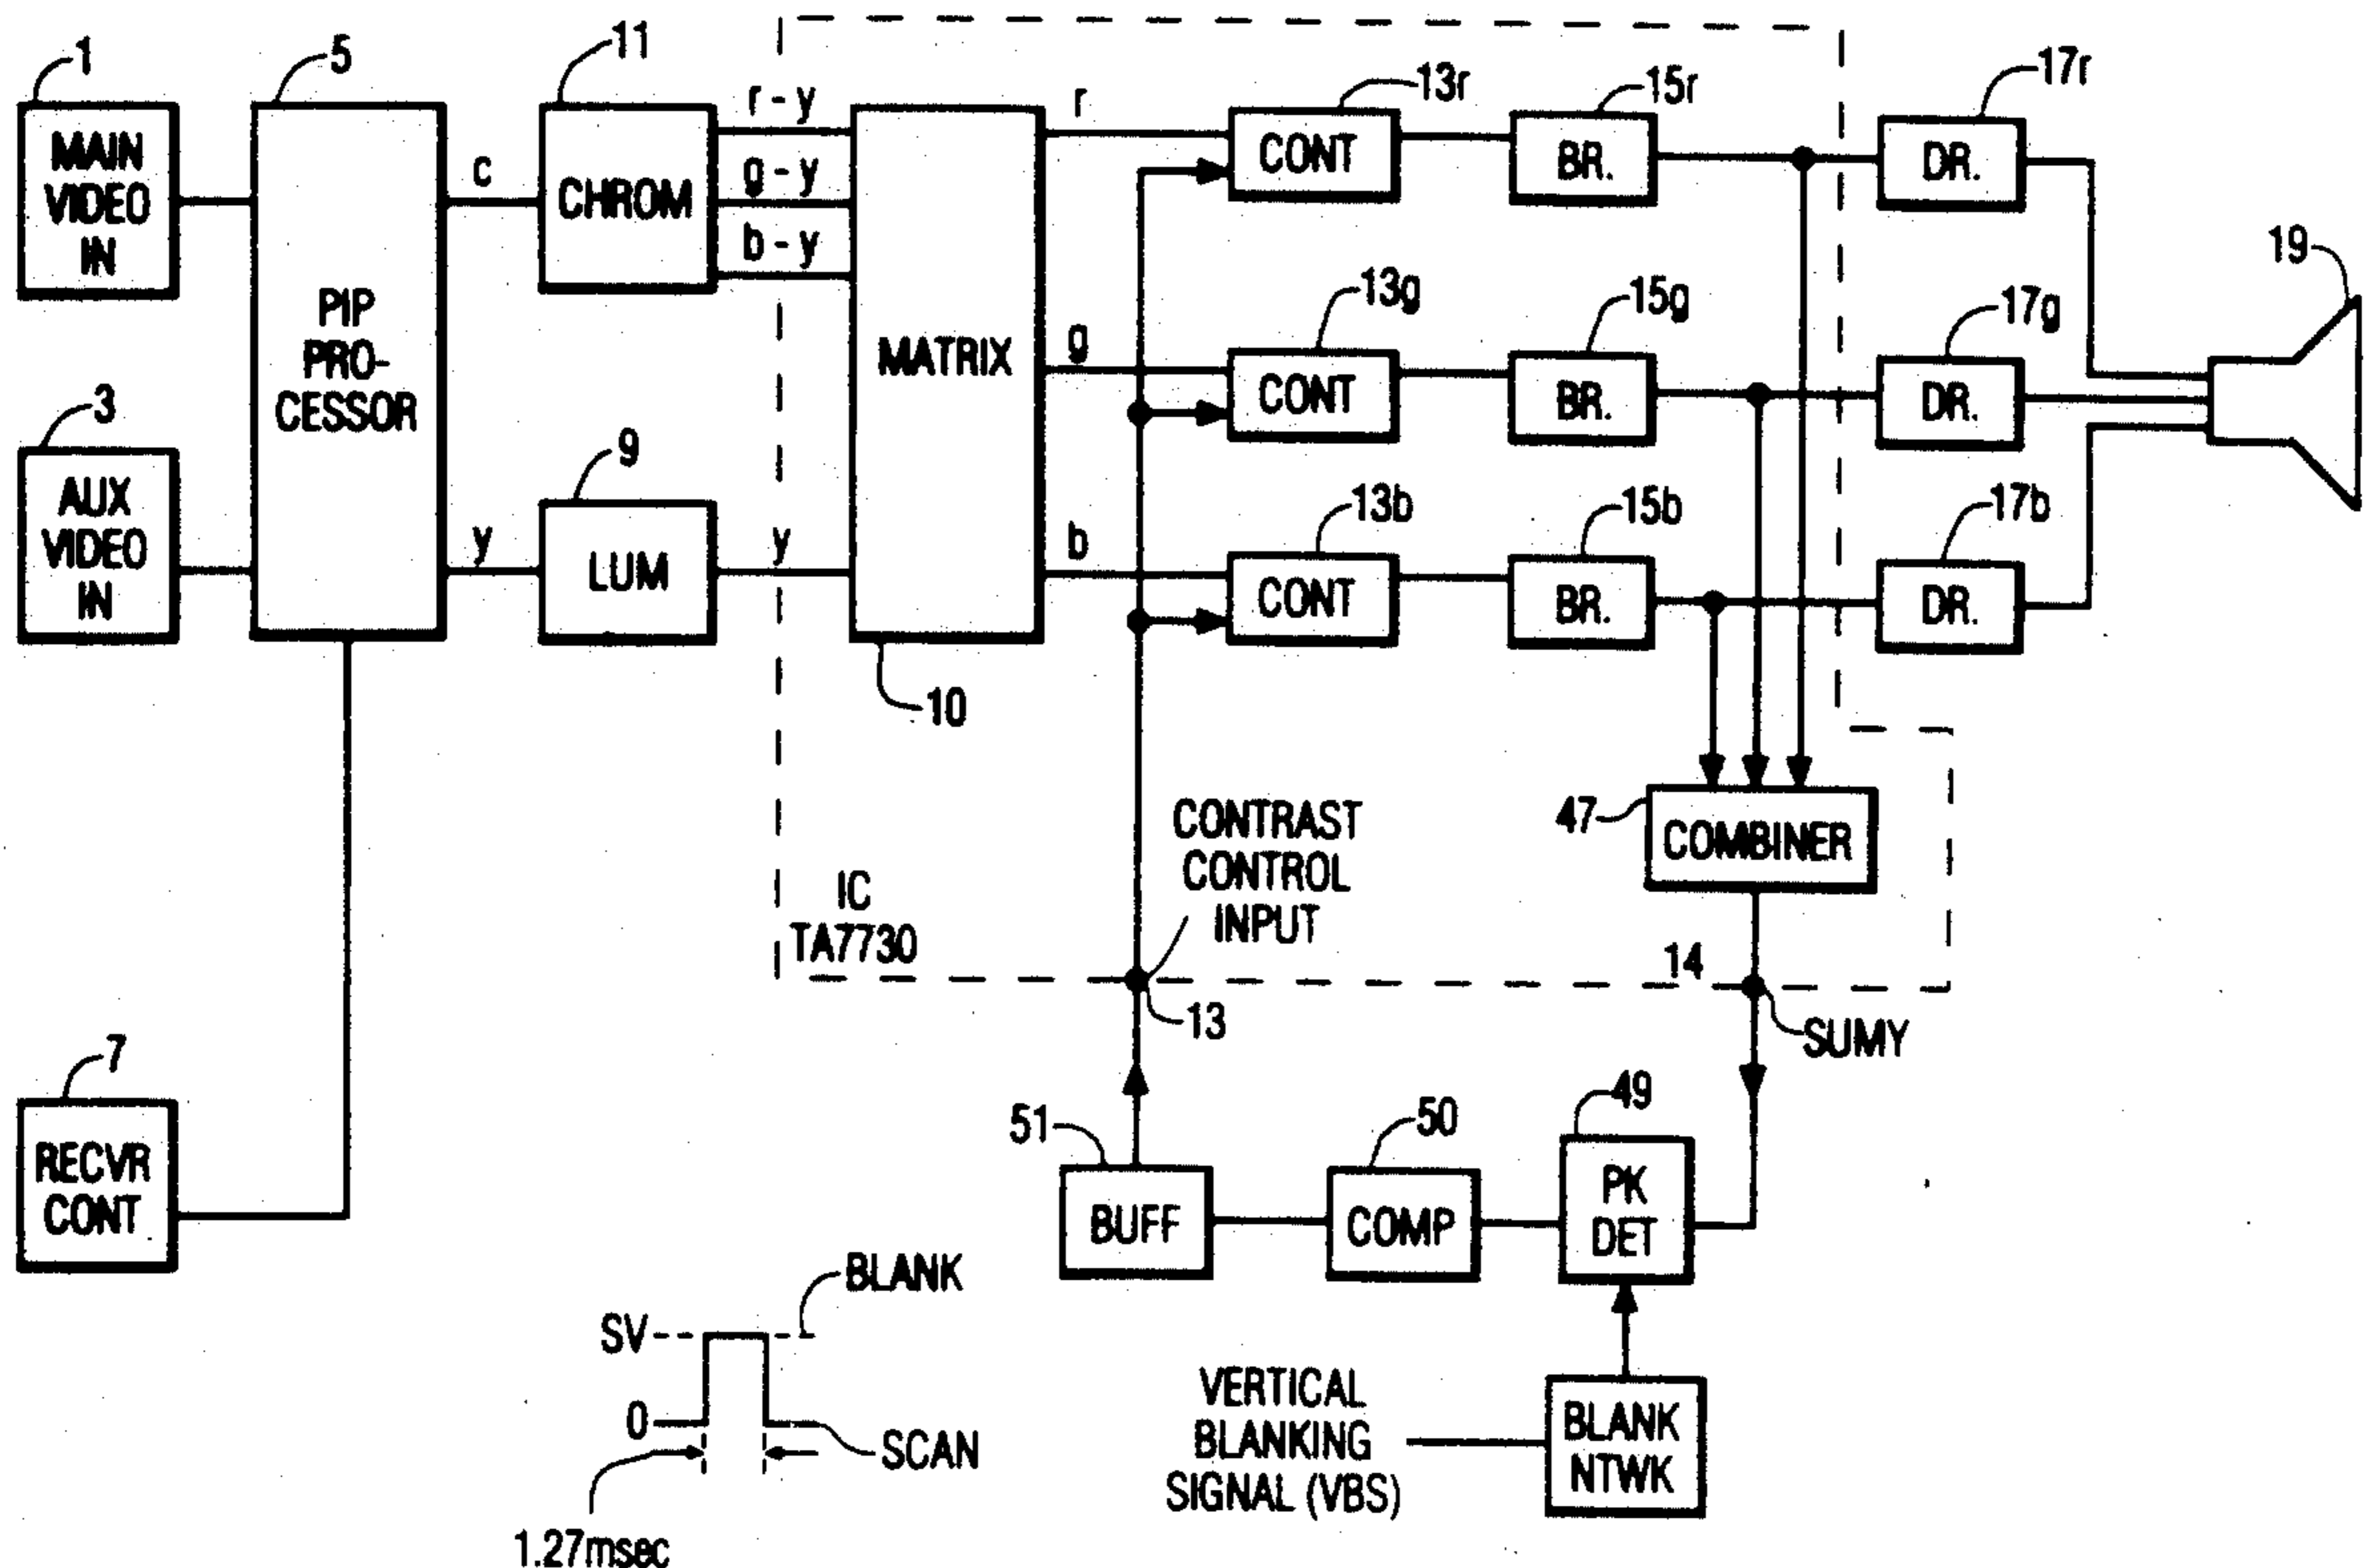 1
MAIN
VIDEO
IN
3
AUX
VIDEO
IN
5
PIP
PRO-
CESSOR
7
RECVR
CONT
c
y
11
CHROM
9
LUM
r - y
g - y
b - y
y
MATRIX
10
r
g
b
13r
CONT
13g
CONT
13b
CONT
15r
BR.
15g
BR.
15b
BR.
17r
DR.
17g
DR.
17b
DR.
19
47
COMBINER
CONTRAST
CONTROL
INPUT
IC
TA7730
13
14
SUMY
51
BUFF
50
COMP
49
PK
DET
BLANK
NTWK
VERTICAL
BLANKING
SIGNAL (VBS)
BLANK
SV
0
SCAN
1.27msec